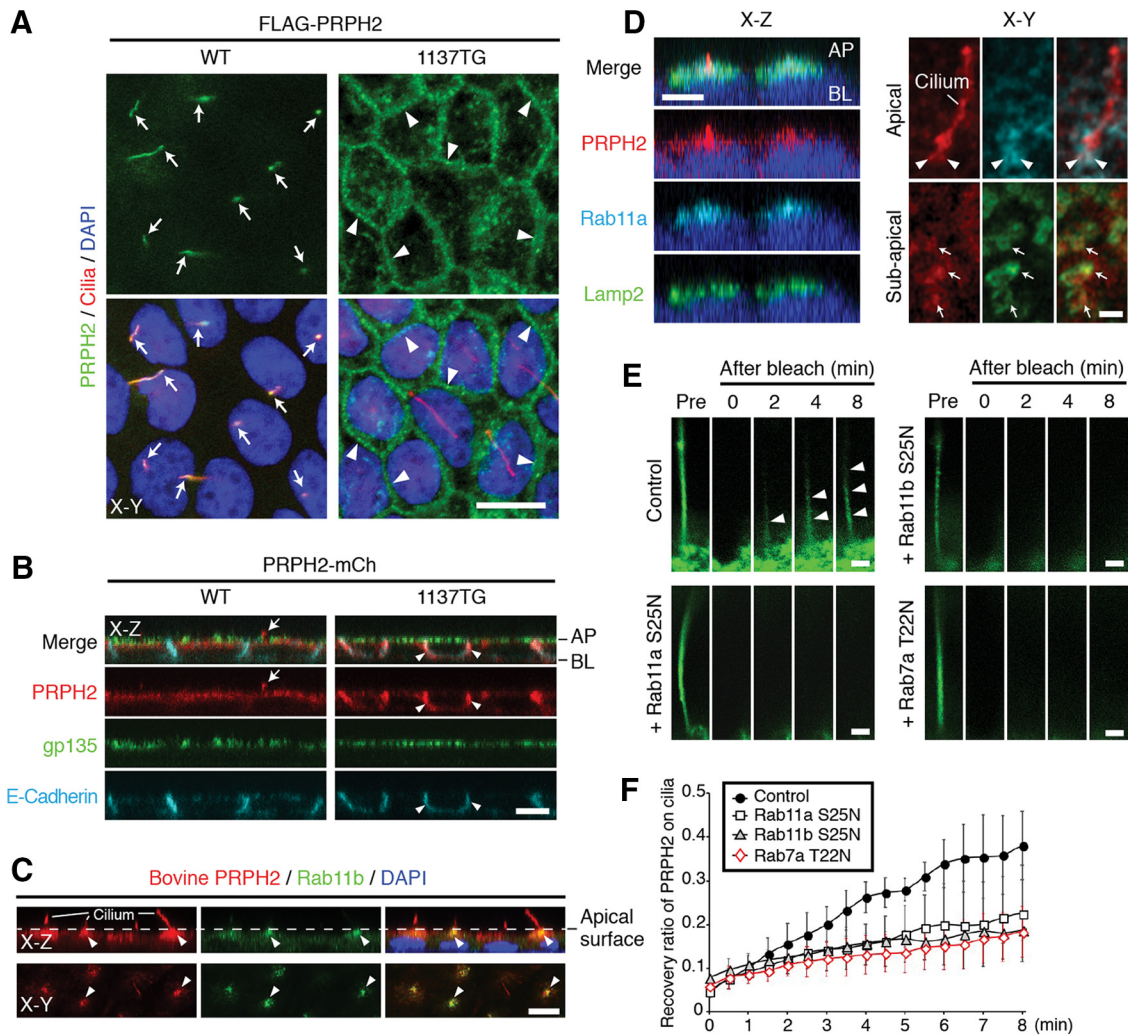 A
FLAG-PRPH2
WT
1137TG
PRPH2 / Cilia / DAPI
X-Y
B
PRPH2-mCh
WT
1137TG
X-Z
Merge
AP
BL
PRPH2
gp135
E-Cadherin
C
Bovine PRPH2 / Rab11b / DAPI
Cilium
X-Z
Apical
surface
X-Y
D
X-Z
X-Y
Merge
AP
BL
PRPH2
Rab11a
Lamp2
Apical
Cilium
Sub-apical
E
After bleach (min)
Pre 0 2 4 8
Control
After bleach (min)
Pre 0 2 4 8
+ Rab11b S25N
+ Rab11a S25N
+ Rab7a T22N
F
Recovery ratio of PRPH2 on cilia
0.5
0.4
0.3
0.2
0.1
0
Control
Rab11a S25N
Rab11b S25N
Rab7a T22N
0 1 2 3 4 5 6 7 8 (min)